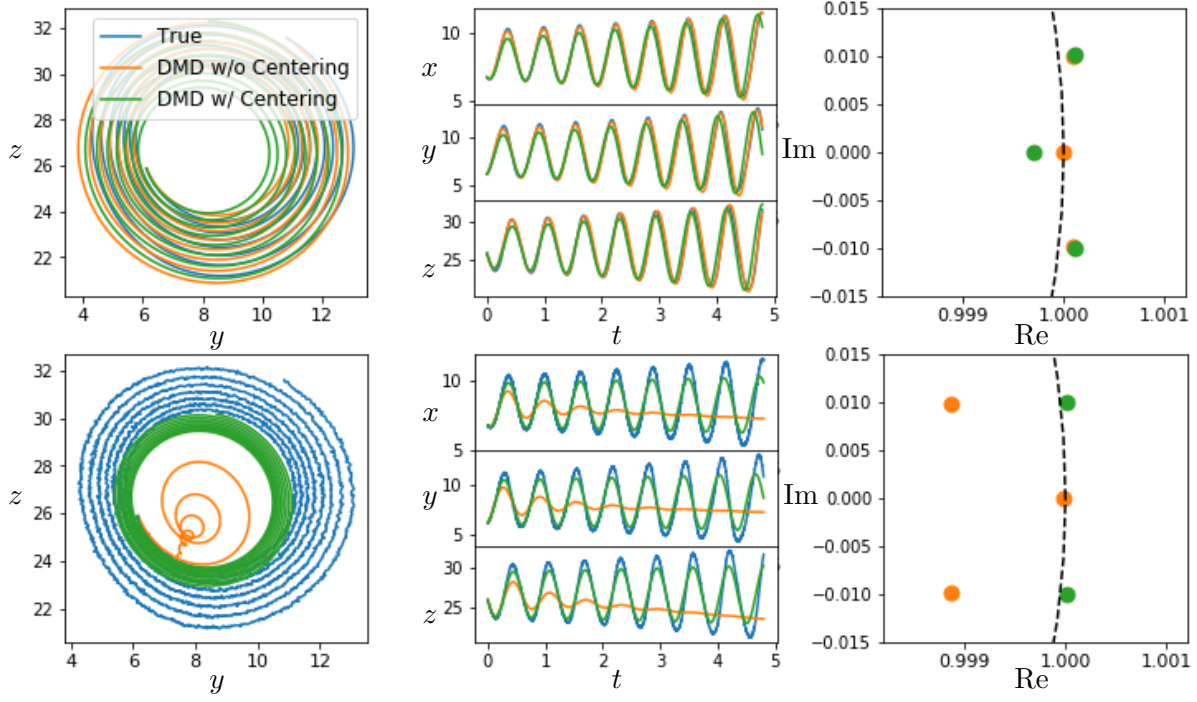 32
30
28
26
24
22
z
4 6 8 10 12
y
True
DMD w/o Centering
DMD w/ Centering
10
5
x
10
5
y
30
25
z
0 1 2 3 4 5
t
0.015
0.010
0.005
0.000
−0.005
−0.010
−0.015
Im
0.999 1.000 1.001
Re
32
30
28
26
24
22
z
4 6 8 10 12
y
10
5
x
10
5
y
30
25
z
0 1 2 3 4 5
t
0.015
0.010
0.005
0.000
−0.005
−0.010
−0.015
Im
0.999 1.000 1.001
Re